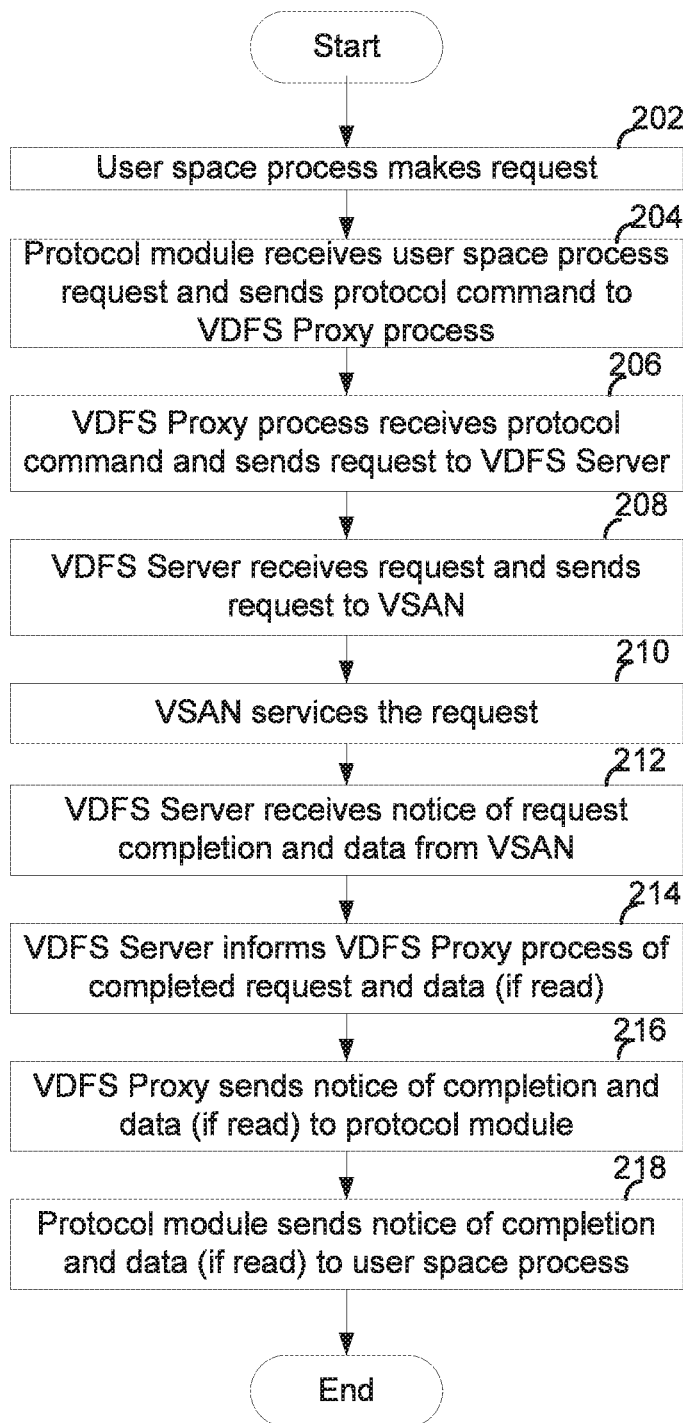 Start
202
User space process makes request
204
Protocol module receives user space process
request and sends protocol command to
VDFS Proxy process
206
VDFS Proxy process receives protocol
command and sends request to VDFS Server
208
VDFS Server receives request and sends
request to VSAN
210
VSAN services the request
212
VDFS Server receives notice of request
completion and data from VSAN
214
VDFS Server informs VDFS Proxy process of
completed request and data (if read)
216
VDFS Proxy sends notice of completion and
data (if read) to protocol module
218
Protocol module sends notice of completion
and data (if read) to user space process
End